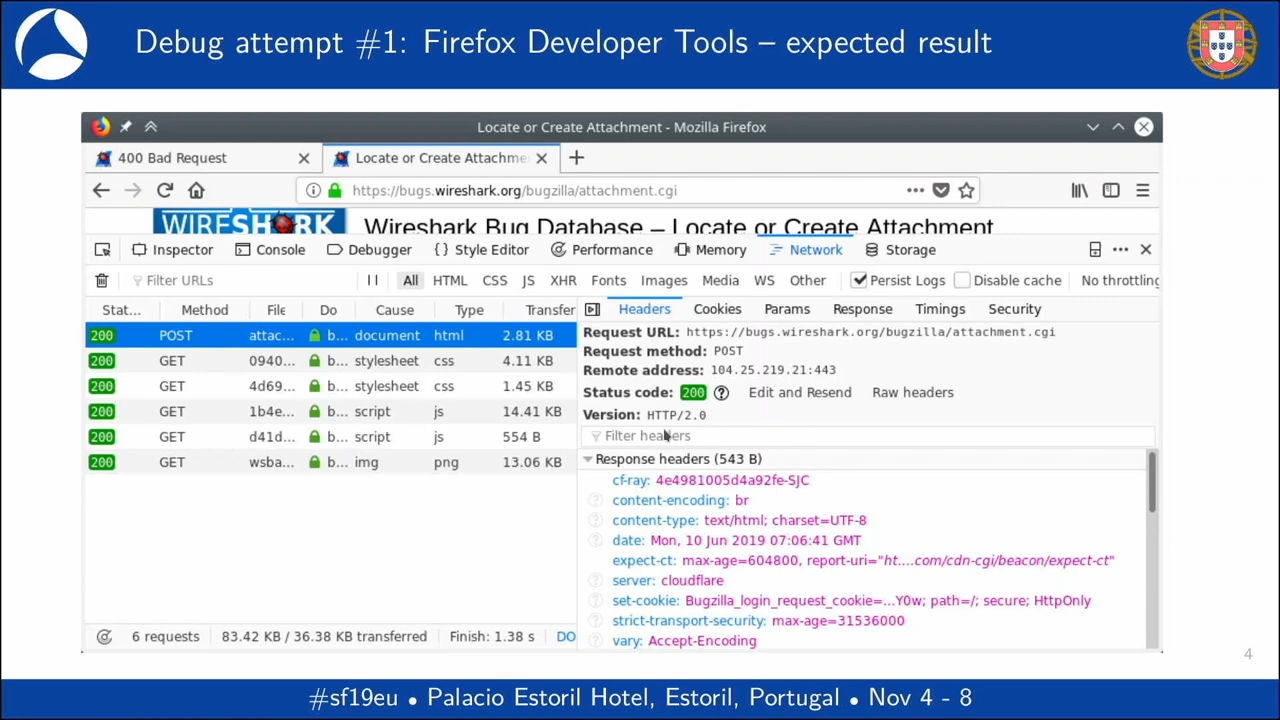 Debug attempt #1: Firefox Developer Tools – expected result
Locate or Create Attachment - Mozilla Firefox
400 Bad Request
Locate or Create Attachme
https://bugs.wireshark.org/bugzilla/attachment.cgi
WIRESHARK
Wireshark Bug Database – Locate or Create Attachment
Inspector Console Debugger Style Editor Performance Memory Network Storage
Filter URLs
All HTML CSS JS XHR Fonts Images Media WS Other Persist Logs Disable cache No throttling
Stat... Method File Do Cause Type Transfer
200 POST attac... b... document html 2.81 KB
200 GET 0940... b... stylesheet css 4.11 KB
200 GET 4d69... b... stylesheet css 1.45 KB
200 GET 1b4e... b... script js 14.41 KB
200 GET d41d... b... script js 554 B
200 GET wsba... b... img png 13.06 KB
6 requests 83.42 KB / 36.38 KB transferred Finish: 1.38 s DO
Headers Cookies Params Response Timings Security
Request URL: https://bugs.wireshark.org/bugzilla/attachment.cgi
Request method: POST
Remote address: 104.25.219.21:443
Status code: 200 Edit and Resend Raw headers
Version: HTTP/2.0
Filter headers
Response headers (543 B)
cf-ray: 4e4981005d4a92fe-SJC
content-encoding: br
content-type: text/html; charset=UTF-8
date: Mon, 10 Jun 2019 07:06:41 GMT
expect-ct: max-age=604800, report-uri="ht....com/cdn-cgi/beacon/expect-ct"
server: cloudflare
set-cookie: Bugzilla_login_request_cookie=...Y0w; path=/; secure; HttpOnly
strict-transport-security: max-age=31536000
vary: Accept-Encoding
4
#sf19eu • Palacio Estoril Hotel, Estoril, Portugal • Nov 4 - 8